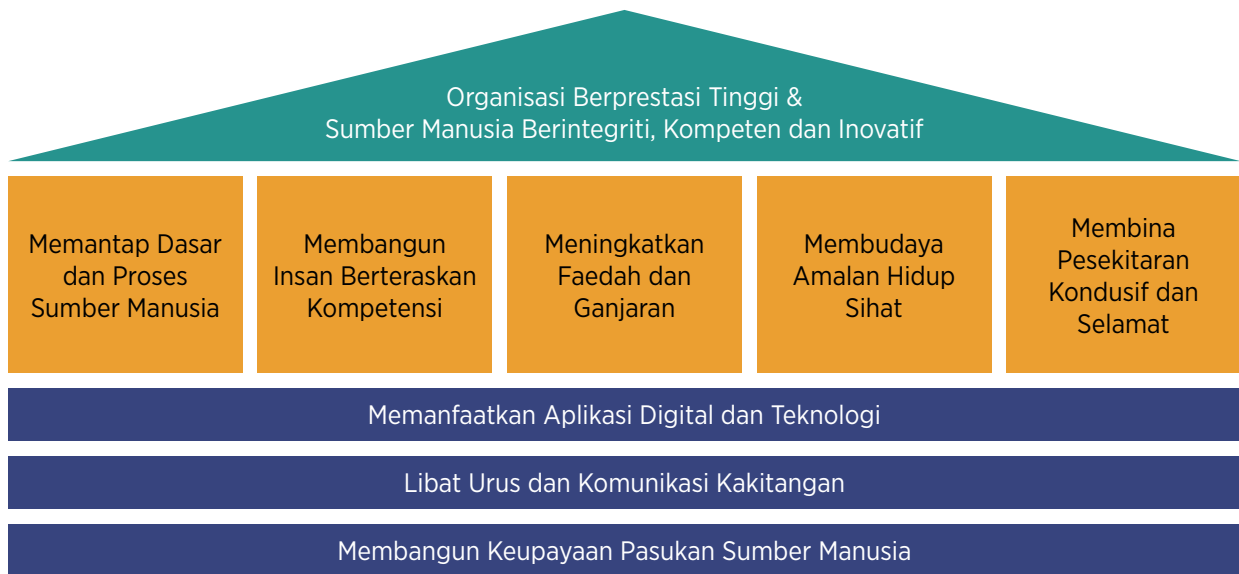 Organisasi Berprestasi Tinggi &
Sumber Manusia Berintegriti, Kompeten dan Inovatif
Memantap Dasar
dan Proses
Sumber Manusia
Membangun
Insan Berteraskan
Kompetensi
Meningkatkan
Faedah dan
Ganjaran
Membudaya
Amalan Hidup
Sihat
Membina
Pesekitaran
Kondusif dan
Selamat
Memanfaatkan Aplikasi Digital dan Teknologi
Libat Urus dan Komunikasi Kakitangan
Membangun Keupayaan Pasukan Sumber Manusia